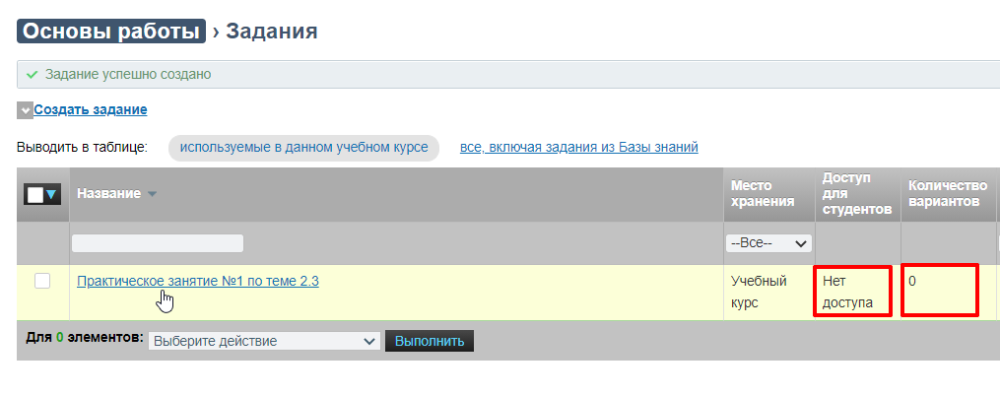 Основы работы › Задания
Задание успешно создано
Создать задание
Выводить в таблице: используемые в данном учебном курсе все, включая задания из Базы знаний
Название
Место хранения
Доступ для студентов
Количество вариантов
--Все--
Практическое занятие №1 по теме 2.3
Учебный курс
Нет доступа
0
Для 0 элементов: Выберите действие Выполнить